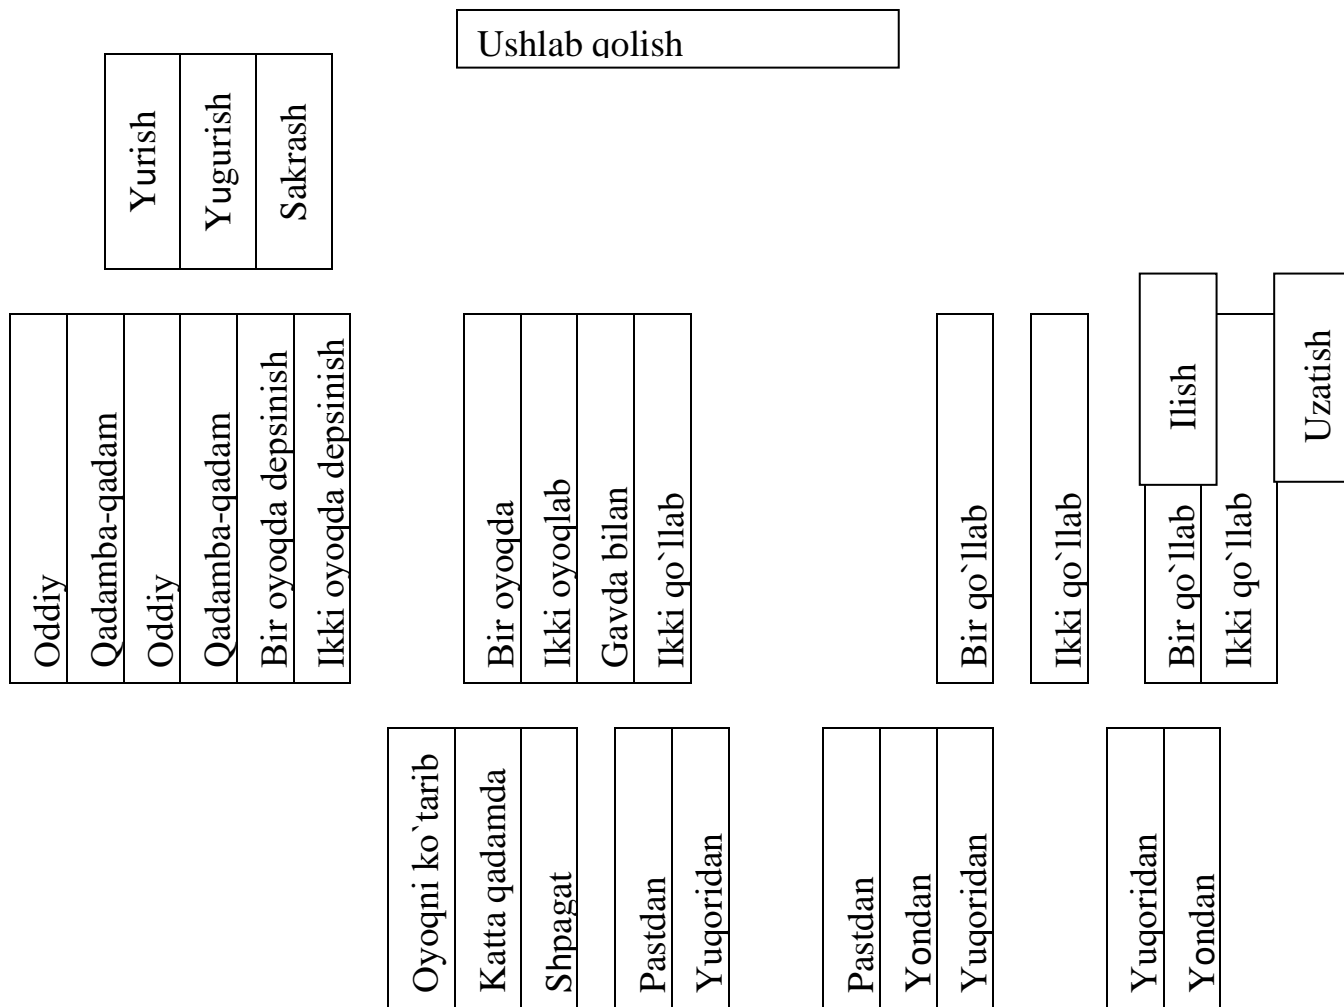 Ushlab qolish
Yurish
Yugurish
Sakrash
Ilish
Uzatish
Oddiy
Qadamba-qadam
Oddiy
Qadamba-qadam
Bir oyoqda depsinish
Ikki oyoqda depsinish
Bir oyoqda
Ikki oyoqlab
Gavda bilan
Ikki qo`llab
Bir qo`llab
Ikki qo`llab
Bir qo`llab
Ikki qo`llab
Oyoqni ko`tarib
Katta qadamda
Shpagat
Pastdan
Yuqoridan
Pastdan
Yondan
Yuqoridan
Yuqoridan
Yondan